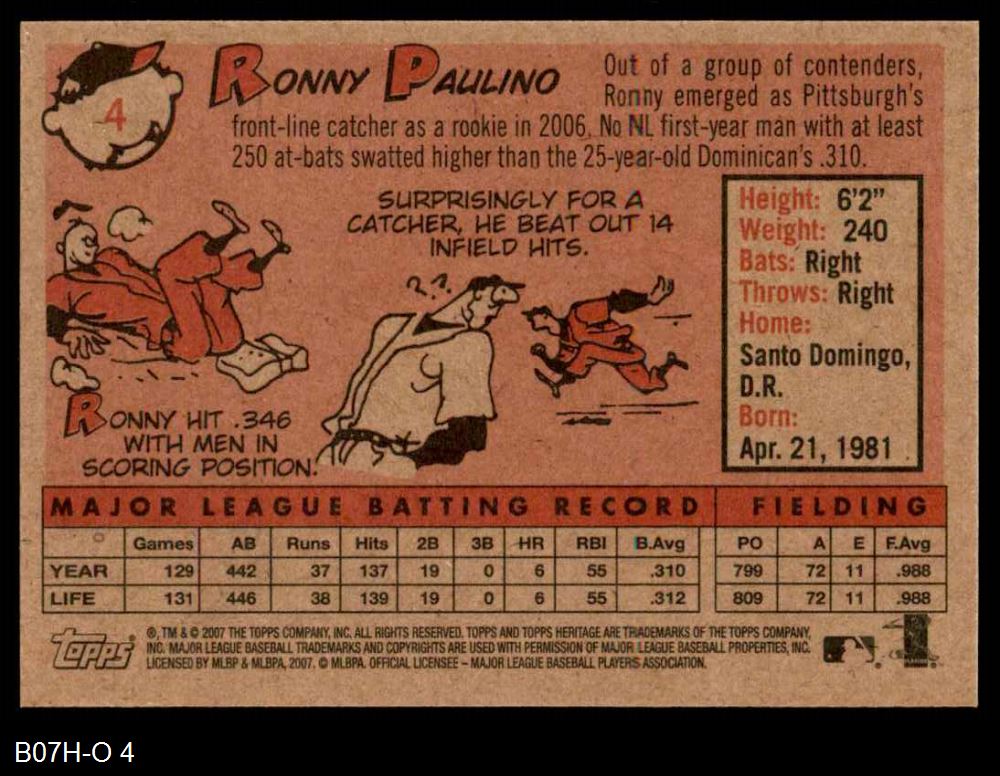 4
RONNY PAULINO
Out of a group of contenders,
Ronny emerged as Pittsburgh's
front-line catcher as a rookie in 2006. No NL first-year man with at least
250 at-bats swatted higher than the 25-year-old Dominican's .310.
SURPRISINGLY FOR A
CATCHER, HE BEAT OUT 14
INFIELD HITS.
? ?
RONNY HIT .346
WITH MEN IN
SCORING POSITION.
Height: 6'2"
Weight: 240
Bats: Right
Throws: Right
Home:
Santo Domingo,
D.R.
Born:
Apr. 21, 1981
MAJOR LEAGUE BATTING RECORD FIELDING
Games AB Runs Hits 2B 3B HR RBI B.Avg PO A E F.Avg
YEAR 129 442 37 137 19 0 6 55 .310 799 72 11 .988
LIFE 131 446 38 139 19 0 6 55 .312 809 72 11 .988
Topps
®, TM & © 2007 THE TOPPS COMPANY, INC. ALL RIGHTS RESERVED. TOPPS AND TOPPS HERITAGE ARE TRADEMARKS OF THE TOPPS COMPANY,
INC. MAJOR LEAGUE BASEBALL TRADEMARKS AND COPYRIGHTS ARE USED WITH PERMISSION OF MAJOR LEAGUE BASEBALL PROPERTIES, INC.
LICENSED BY MLBP & MLBPA, 2007. © MLBPA. OFFICIAL LICENSEE – MAJOR LEAGUE BASEBALL PLAYERS ASSOCIATION.
B07H-O 4